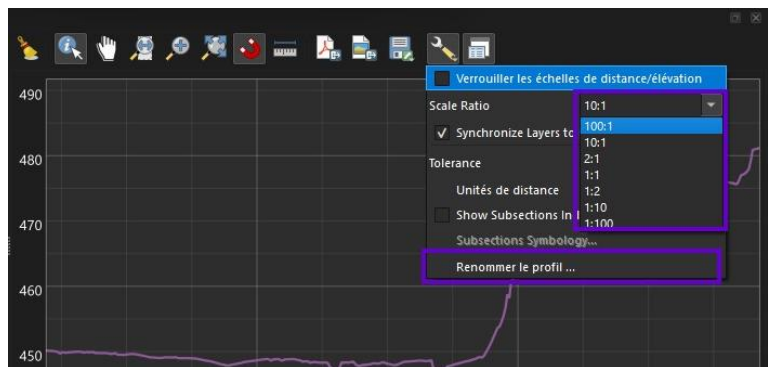 Verrouiller les échelles de distance/élévation
490
Scale Ratio 10:1
100:1
Synchronize Layers to
10:1
480
Tolerance
2:1
1:1
Unités de distance
1:2
Show Subsections In
1:10
470
1:100
Subsections Symbology...
Renommer le profil ...
460
450